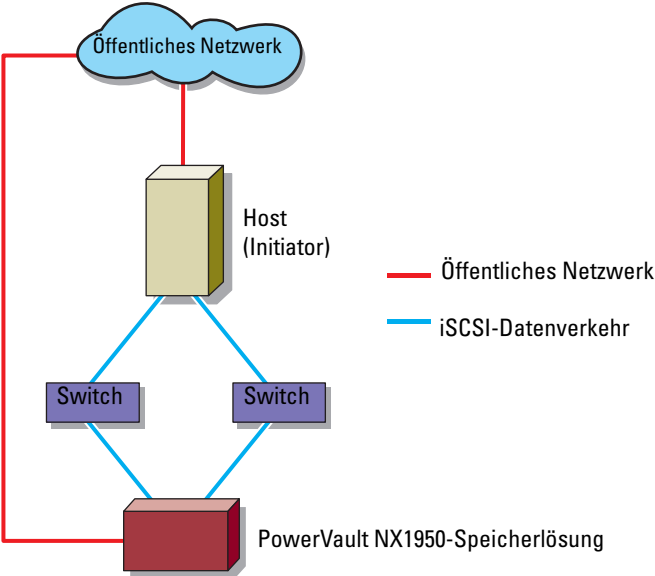 Öffentliches Netzwerk
Host
(Initiator)
Öffentliches Netzwerk
iSCSI-Datenverkehr
Switch
Switch
PowerVault NX1950-Speicherlösung